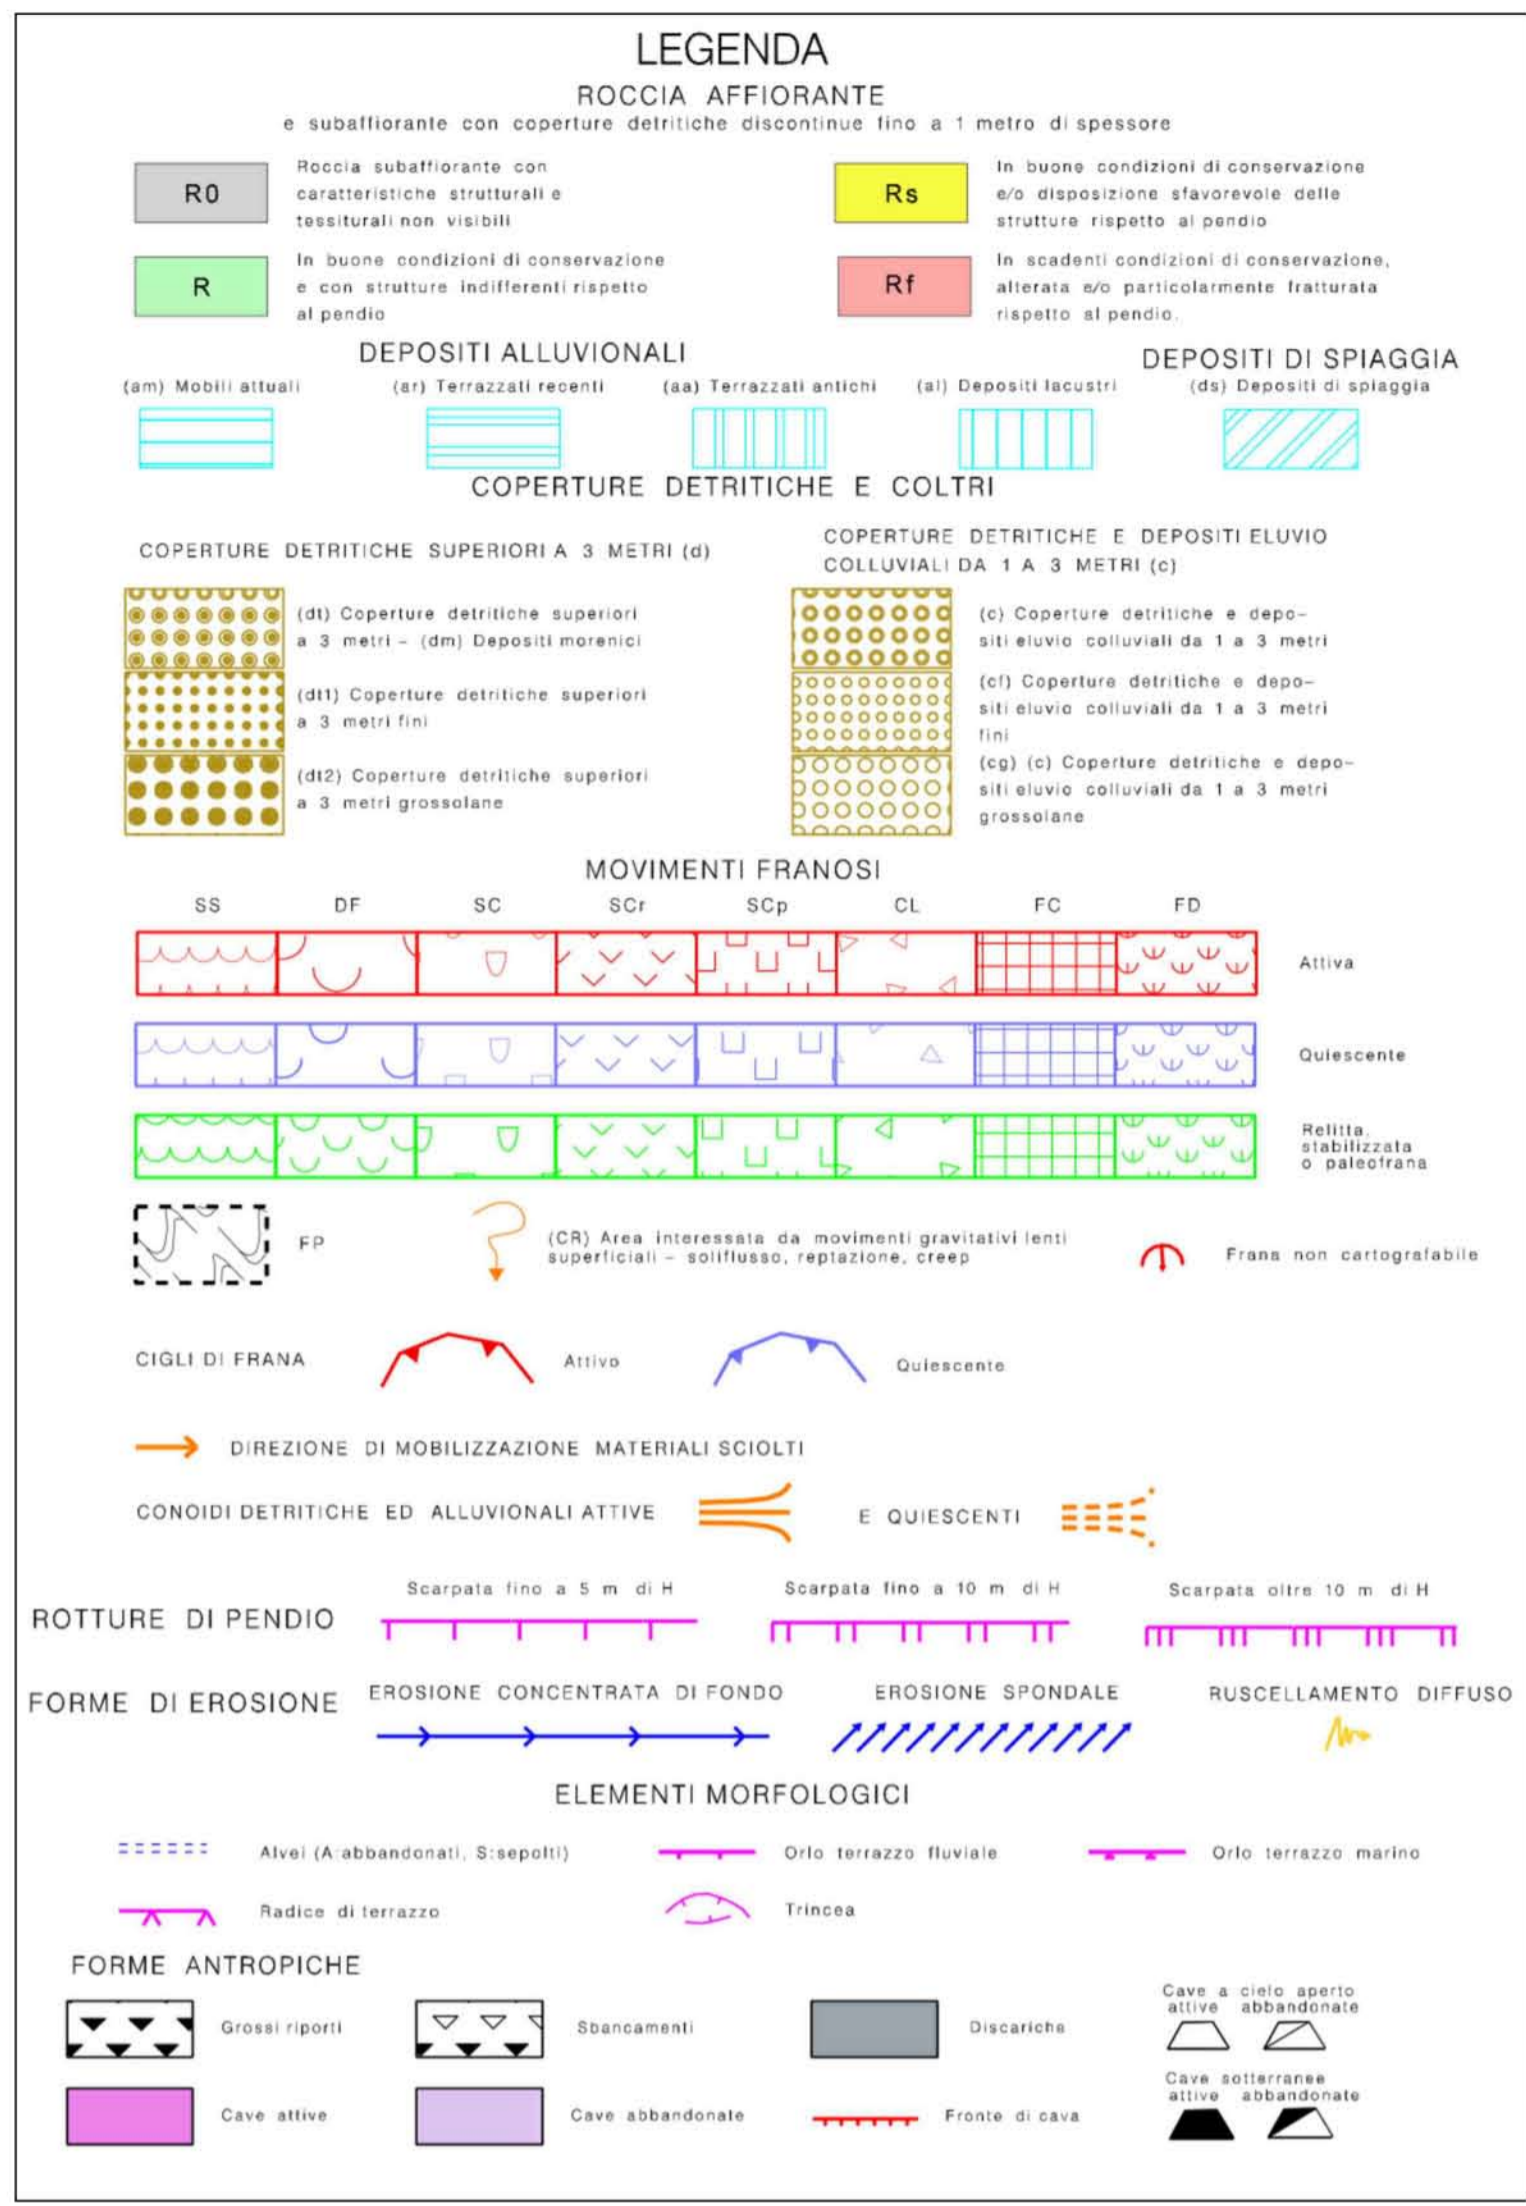 LEGENDA
ROCCIA AFFIORANTE
e subaffiorante con coperture detritiche discontinue fino a 1 metro di spessore
R0
Roccia subaffiorante con
caratteristiche strutturali e
tessiturali non visibili
Rs
In buone condizioni di conservazione
e/o disposizione sfavorevole delle
strutture rispetto al pendio
R
In buone condizioni di conservazione
e con strutture indifferenti rispetto
al pendio
Rf
In scadenti condizioni di conservazione,
alterata e/o particolarmente fratturata
rispetto al pendio.
DEPOSITI ALLUVIONALI
DEPOSITI DI SPIAGGIA
(am) Mobili attuali
(ar) Terrazzati recenti
(aa) Terrazzati antichi
(al) Depositi lacustri
(ds) Depositi di spiaggia
COPERTURE DETRITICHE E COLTRI
COPERTURE DETRITICHE SUPERIORI A 3 METRI (d)
(dt) Coperture detritiche superiori
a 3 metri – (dm) Depositi morenici
(dt1) Coperture detritiche superiori
a 3 metri fini
(dt2) Coperture detritiche superiori
a 3 metri grossolane
COPERTURE DETRITICHE E DEPOSITI ELUVIO
COLLUVIALI DA 1 A 3 METRI (c)
(c) Coperture detritiche e depo–
siti eluvio colluviali da 1 a 3 metri
(cf) Coperture detritiche e depo–
siti eluvio colluviali da 1 a 3 metri
fini
(cg) (c) Coperture detritiche e depo–
siti eluvio colluviali da 1 a 3 metri
grossolane
MOVIMENTI FRANOSI
SS DF SC SCr SCp CL FC FD
Attiva
Quiescente
Relitta,
stabilizzata
o paleofrana
FP
(CR) Area interessata da movimenti gravitativi lenti
superficiali – soliflusso, reptazione, creep
Frana non cartografabile
CIGLI DI FRANA
Attivo
Quiescente
DIREZIONE DI MOBILIZZAZIONE MATERIALI SCIOLTI
CONOIDI DETRITICHE ED ALLUVIONALI ATTIVE
E QUIESCENTI
ROTTURE DI PENDIO
Scarpata fino a 5 m di H
Scarpata fino a 10 m di H
Scarpata oltre 10 m di H
FORME DI EROSIONE
EROSIONE CONCENTRATA DI FONDO
EROSIONE SPONDALE
RUSCELLAMENTO DIFFUSO
ELEMENTI MORFOLOGICI
Alvei (A:abbandonati, S:sepolti)
Orlo terrazzo fluviale
Orlo terrazzo marino
Radice di terrazzo
Trincea
FORME ANTROPICHE
Grossi riporti
Sbancamenti
Discariche
Cave a cielo aperto
attive abbandonate
Cave attive
Cave abbandonate
Fronte di cava
Cave sotterranee
attive abbandonate